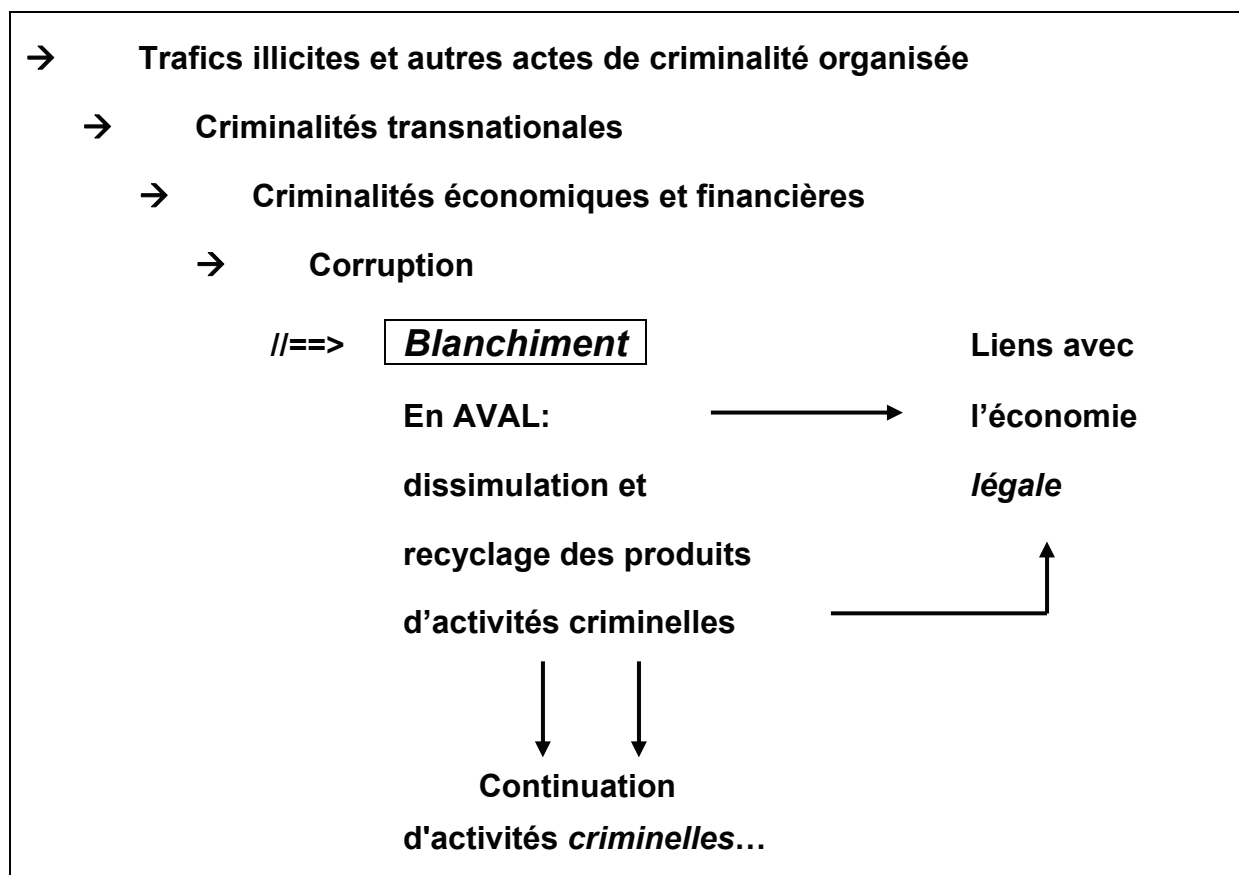 → Trafics illicites et autres actes de criminalité organisée
→ Criminalités transnationales
→ Criminalités économiques et financières
→ Corruption
//==> Blanchiment Liens avec
En AVAL: l’économie
dissimulation et légale
recyclage des produits
d’activités criminelles
Continuation
d'activités criminelles…